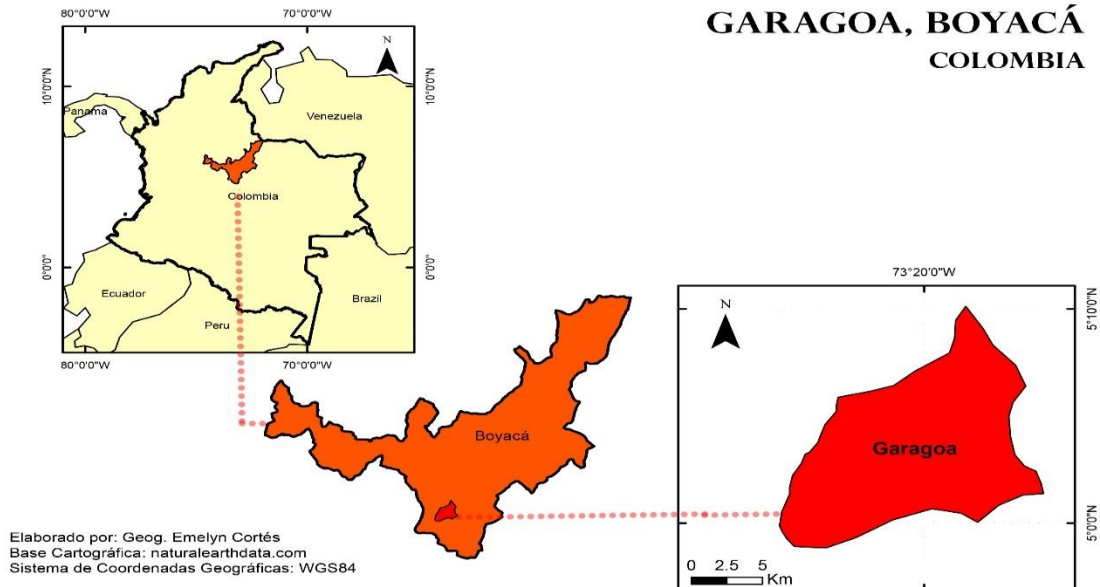 GARAGOA, BOYACÁ
COLOMBIA
80°0'0"W 70°0'0"W
N
10°0'0"N 10°0'0"N
Panama
Venezuela
Colombia
0°0'0" 0°0'0"
Ecuador
Brazil
Peru
80°0'0"W 70°0'0"W
Boyacá
73°20'0"W
N
5°10'0"N
Garagoa
5°0'0"N
0 2.5 5
Km
Elaborado por: Geog. Emelyn Cortés
Base Cartográfica: naturalearthdata.com
Sistema de Coordenadas Geográficas: WGS84